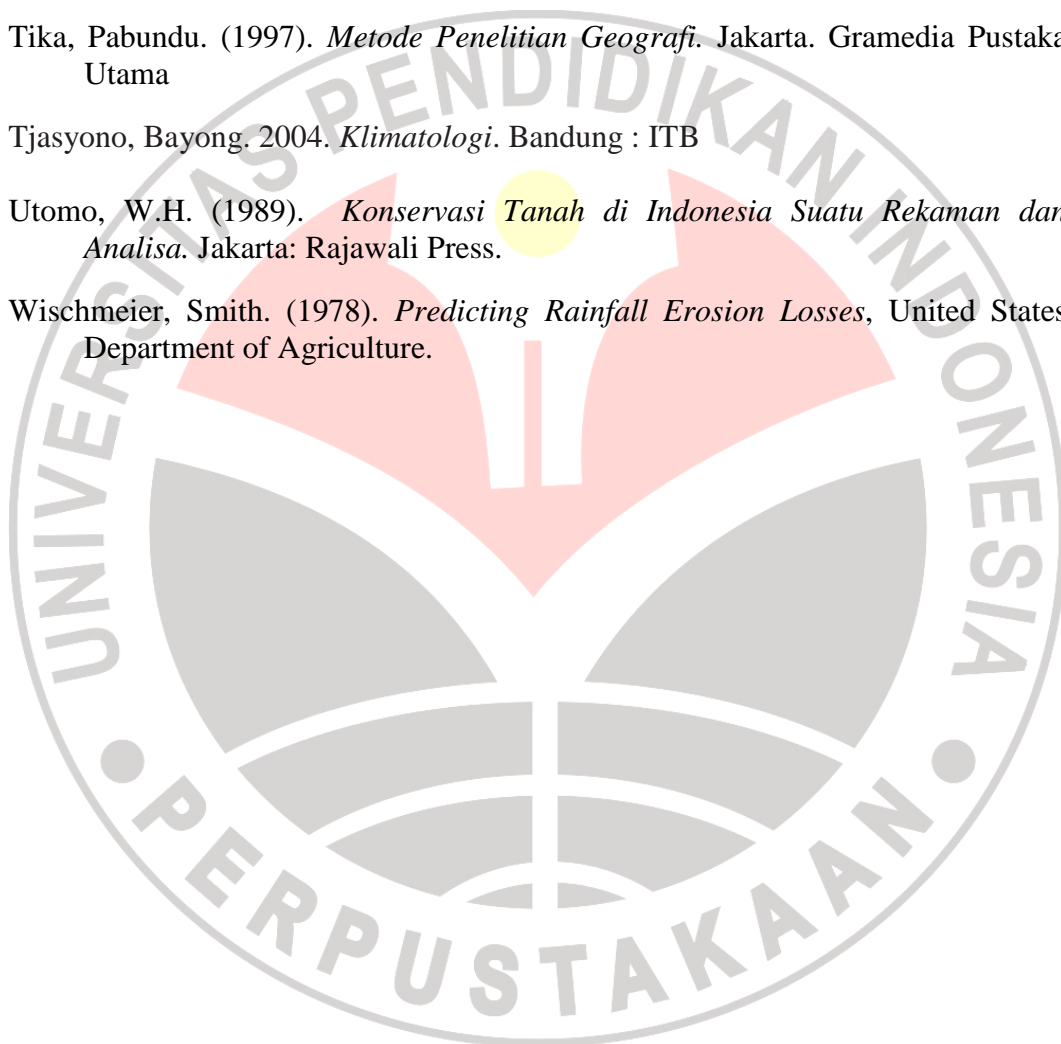 Tika, Pabundu. (1997). Metode Penelitian Geografi. Jakarta. Gramedia Pustaka
Utama
Tjasyono, Bayong. 2004. Klimatologi. Bandung : ITB
Utomo, W.H. (1989). Konservasi Tanah di Indonesia Suatu Rekaman dan
Analisa. Jakarta: Rajawali Press.
Wischmeier, Smith. (1978). Predicting Rainfall Erosion Losses, United States
Department of Agriculture.
UNIVERSITAS PENDIDIKAN INDONESIA
PERPUSTAKAAN